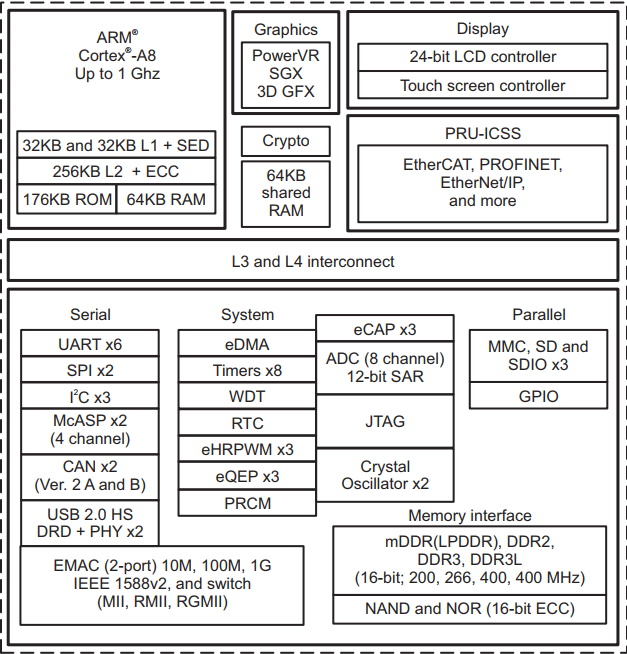 ARM®
Cortex®-A8
Up to 1 Ghz
32KB and 32KB L1 + SED
256KB L2 + ECC
176KB ROM
64KB RAM
Graphics
PowerVR
SGX
3D GFX
Crypto
64KB
shared
RAM
Display
24-bit LCD controller
Touch screen controller
PRU-ICSS
EtherCAT, PROFINET,
EtherNet/IP,
and more
L3 and L4 interconnect
Serial
UART x6
SPI x2
I²C x3
McASP x2
(4 channel)
CAN x2
(Ver. 2 A and B)
USB 2.0 HS
DRD + PHY x2
EMAC (2-port) 10M, 100M, 1G
IEEE 1588v2, and switch
(MII, RMII, RGMII)
System
eDMA
Timers x8
WDT
RTC
eHRPWM x3
eQEP x3
PRCM
eCAP x3
ADC (8 channel)
12-bit SAR
JTAG
Crystal
Oscillator x2
Parallel
MMC, SD and
SDIO x3
GPIO
Memory interface
mDDR(LPDDR), DDR2,
DDR3, DDR3L
(16-bit; 200, 266, 400, 400 MHz)
NAND and NOR (16-bit ECC)